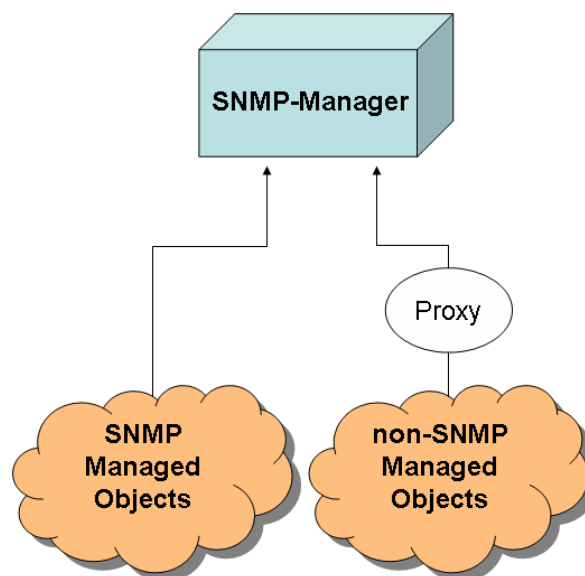 SNMP-Manager
Proxy
SNMP
Managed
Objects
non-SNMP
Managed
Objects